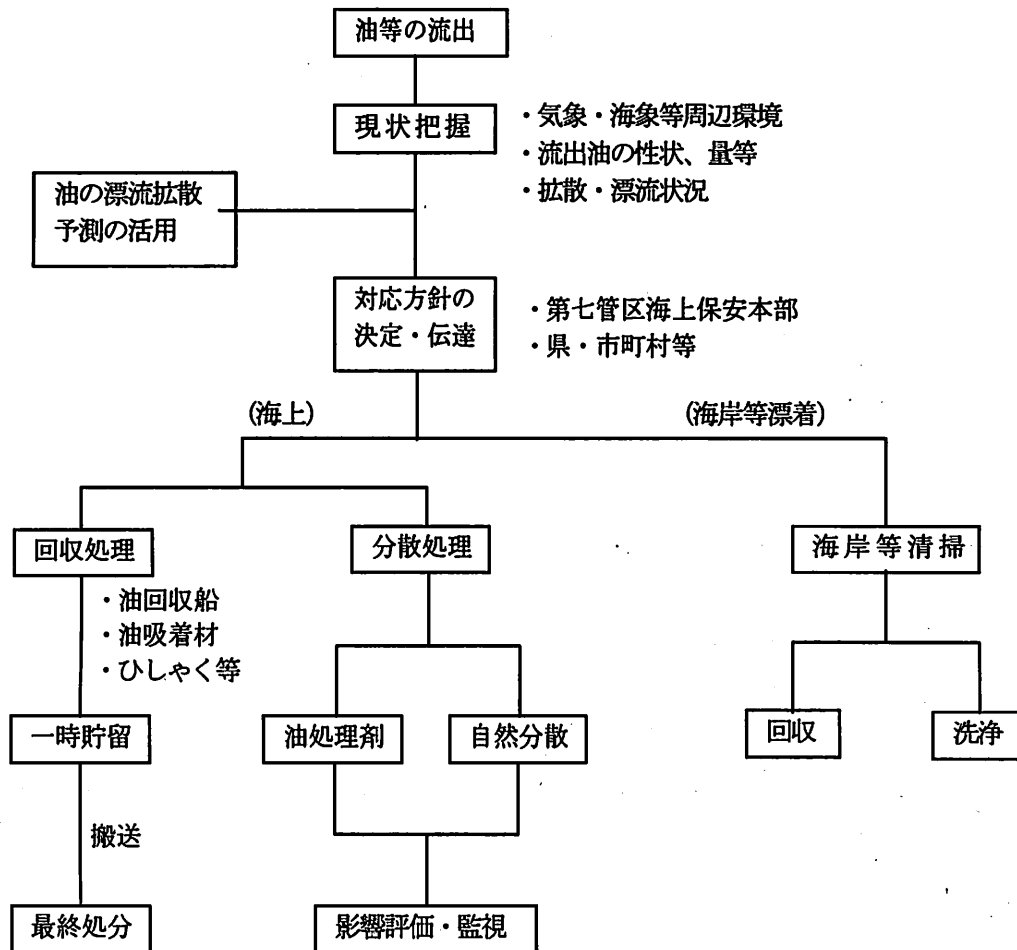 油等の流出
現状把握
・気象・海象等周辺環境
・流出油の性状、量等
・拡散・漂流状況
油の漂流拡散
予測の活用
対応方針の
決定・伝達
・第七管区海上保安本部
・県・市町村等
(海上)
(海岸等漂着)
回収処理
分散処理
海岸等清掃
・油回収船
・油吸着材
・ひしゃく等
一時貯留
油処理剤
自然分散
回収
洗浄
搬送
最終処分
影響評価・監視